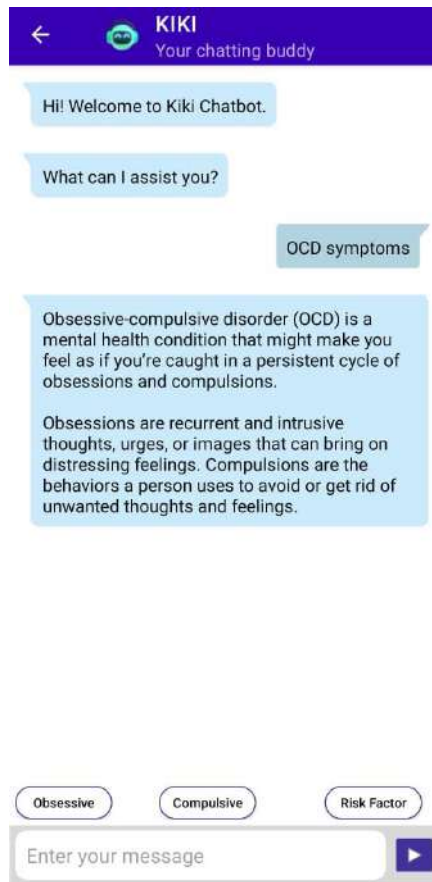 KIKI
Your chatting buddy
Hi! Welcome to Kiki Chatbot.
What can I assist you?
OCD symptoms
Obsessive-compulsive disorder (OCD) is a
mental health condition that might make you
feel as if you're caught in a persistent cycle of
obsessions and compulsions.
Obsessions are recurrent and intrusive
thoughts, urges, or images that can bring on
distressing feelings. Compulsions are the
behaviors a person uses to avoid or get rid of
unwanted thoughts and feelings.
Obsessive
Compulsive
Risk Factor
Enter your message